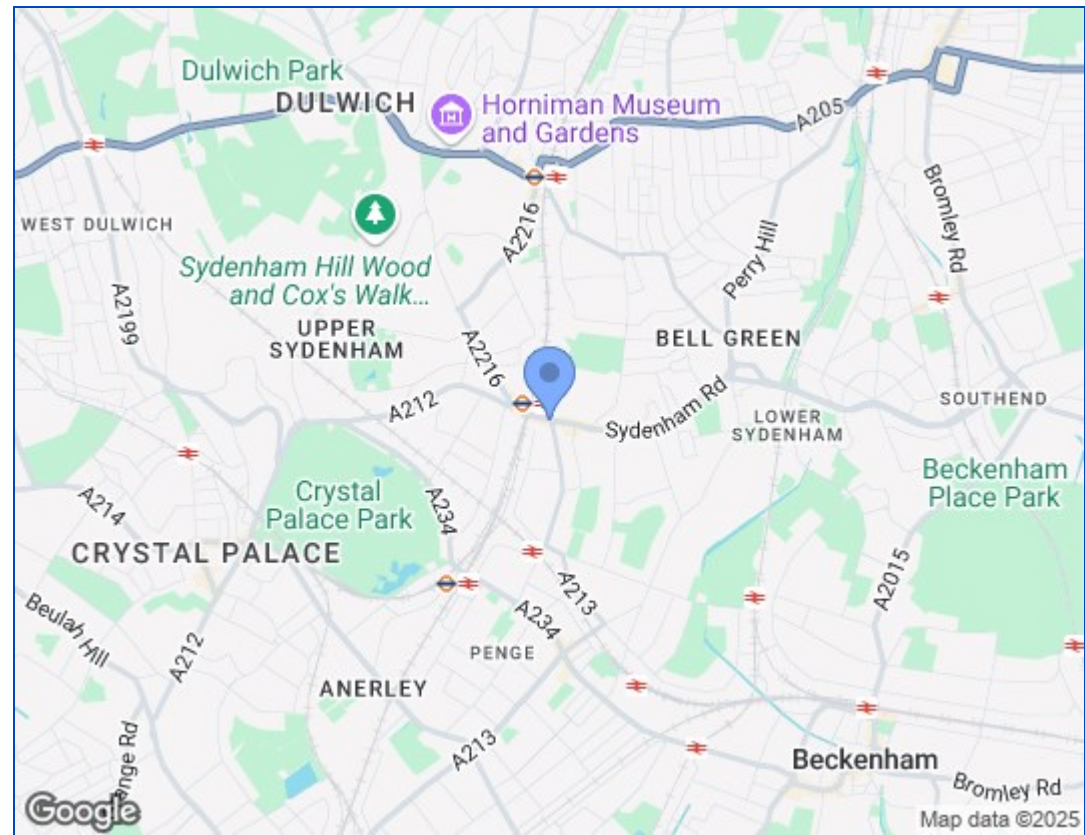 Dulwich Park
DULWICH
Horniman Museum
and Gardens
A205
WEST DULWICH
A2216
Bromley Rd
Perry Hill
Sydenham Hill Wood
and Cox's Walk...
A2199
UPPER
SYDENHAM
A2216
BELL GREEN
A212
Sydenham Rd
LOWER
SYDENHAM
SOUTHEND
Beckenham
Place Park
Crystal
Palace Park
A234
A214
CRYSTAL PALACE
A213
A2015
Beulah Hill
A212
A234
PENGE
ANERLEY
A213
Beckenham
Bromley Rd
Google
Map data ©2025